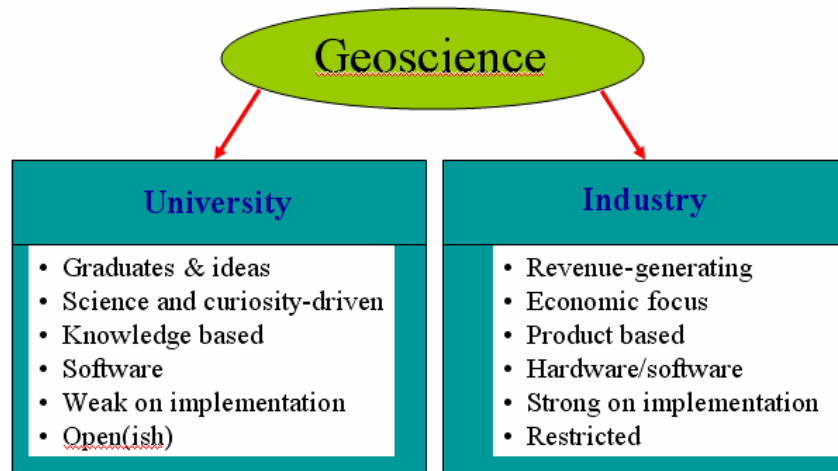 Geoscience
University
• Graduates & ideas
• Science and curiosity-driven
• Knowledge based
• Software
• Weak on implementation
• Open(ish)
Industry
• Revenue-generating
• Economic focus
• Product based
• Hardware/software
• Strong on implementation
• Restricted